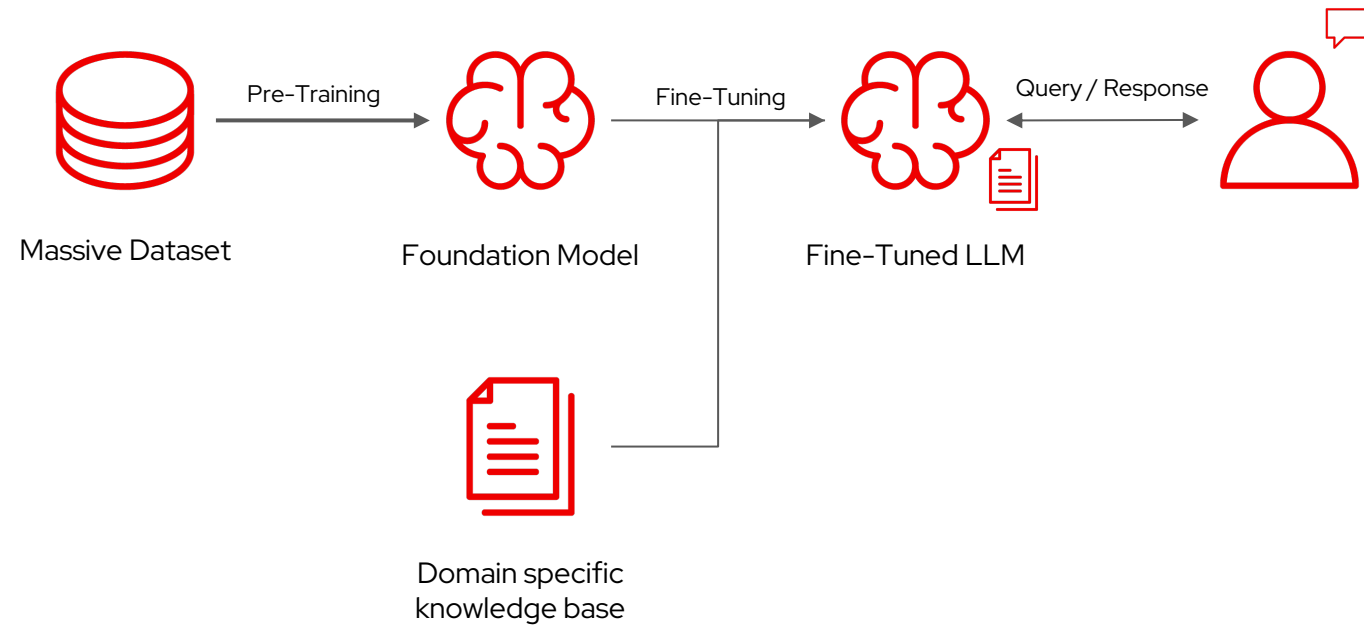 Pre-Training
Fine-Tuning
Query / Response
Massive Dataset
Foundation Model
Fine-Tuned LLM
Domain specific
knowledge base